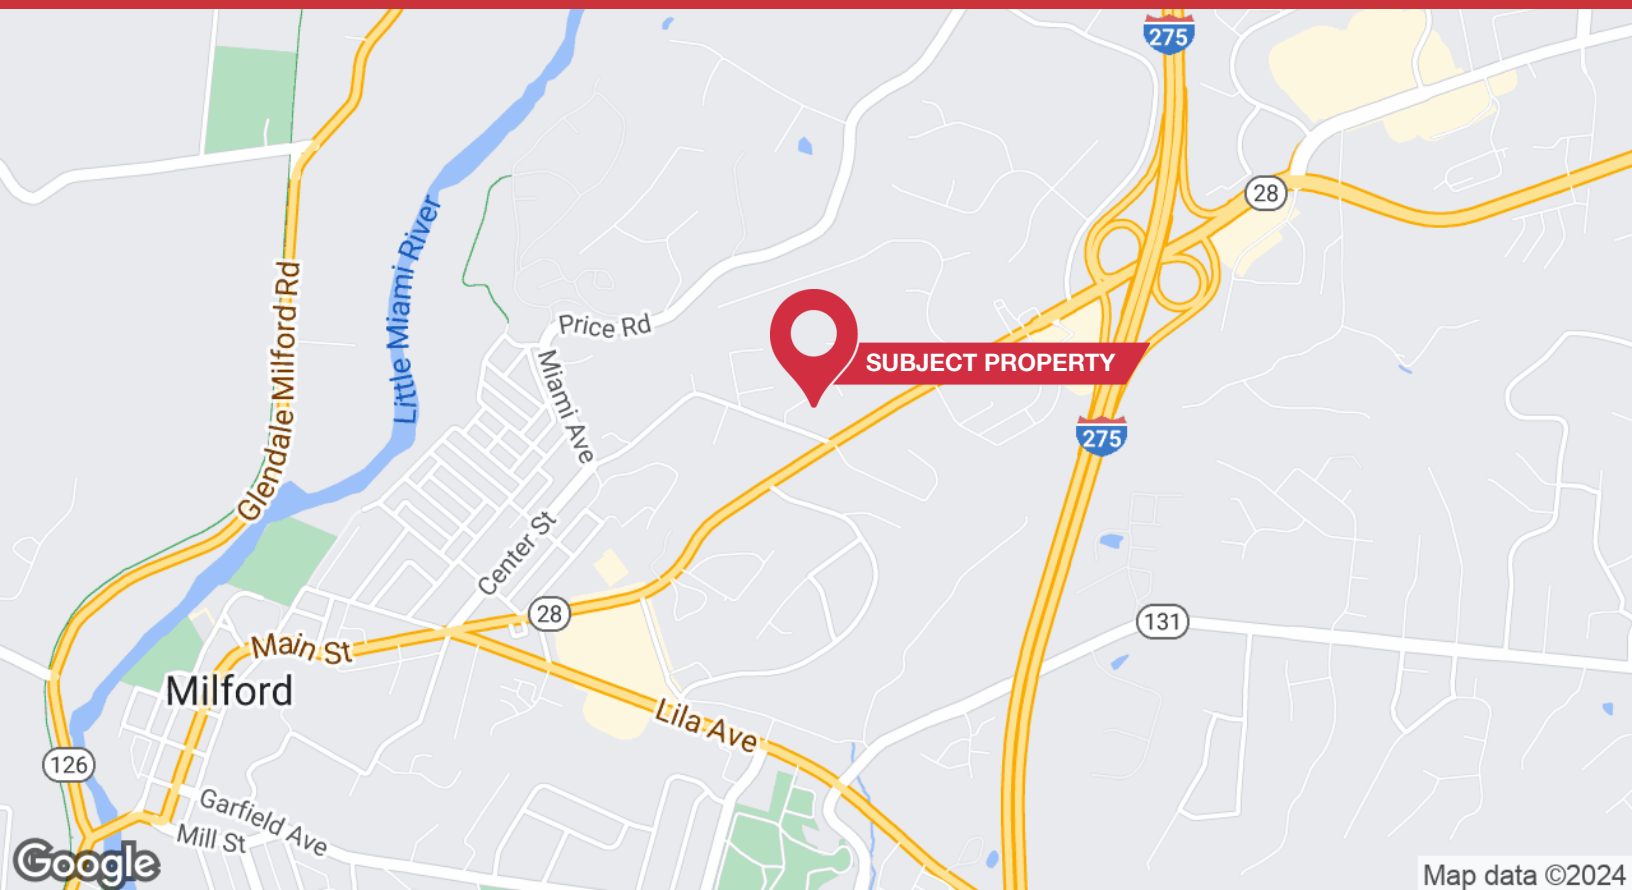 275
28
Little Miami River
Glendale Milford Rd
Price Rd
Miami Ave
SUBJECT PROPERTY
275
Center St
28
131
Main St
Milford
Lila Ave
126
Garfield Ave
Mill St
Google
Map data ©2024